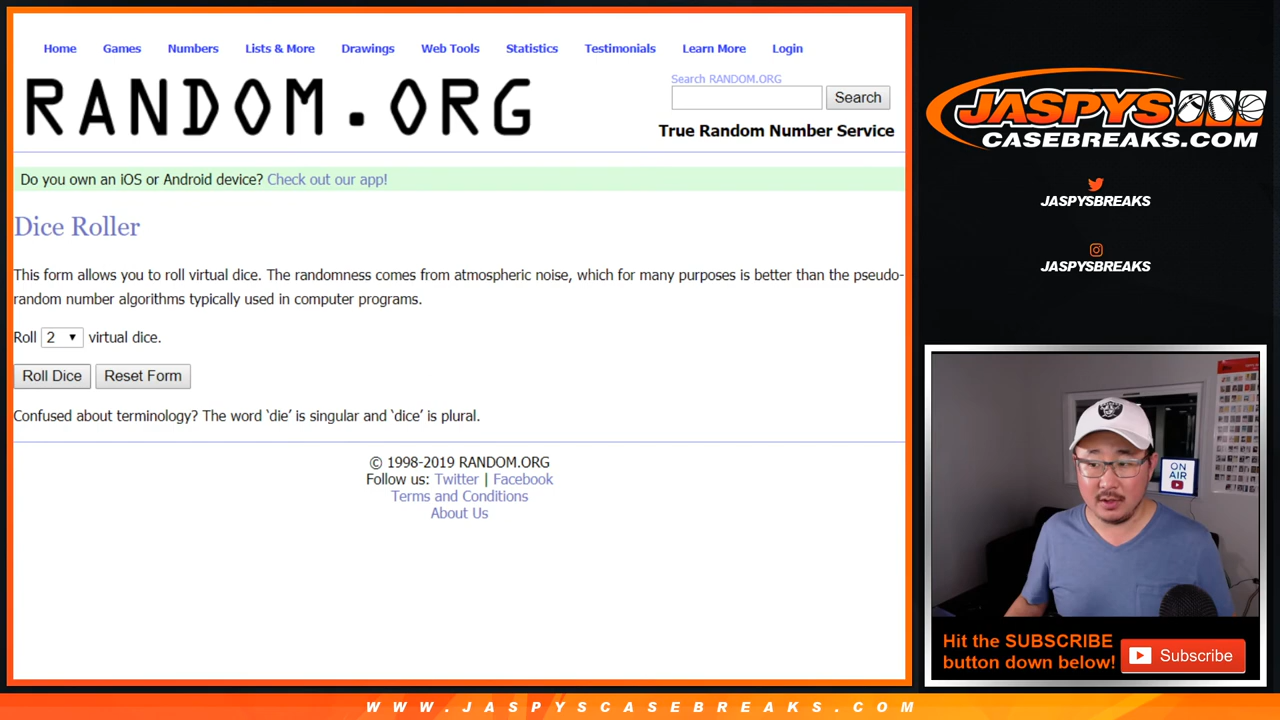 Home Games Numbers Lists & More Drawings Web Tools Statistics Testimonials Learn More Login
RANDOM.ORG
Search RANDOM.ORG
Search
True Random Number Service
Do you own an iOS or Android device? Check out our app!
Dice Roller
This form allows you to roll virtual dice. The randomness comes from atmospheric noise, which for many purposes is better than the pseudo-
random number algorithms typically used in computer programs.
Roll 2 virtual dice.
Roll Dice Reset Form
Confused about terminology? The word ‘die’ is singular and ‘dice’ is plural.
© 1998-2019 RANDOM.ORG
Follow us: Twitter | Facebook
Terms and Conditions
About Us
JASPYS
CASEBREAKS.COM
JASPYSBREAKS
JASPYSBREAKS
ON
AIR
Hit the SUBSCRIBE
button down below!
Subscribe
WWW.JASPYSCASEBREAKS.COM